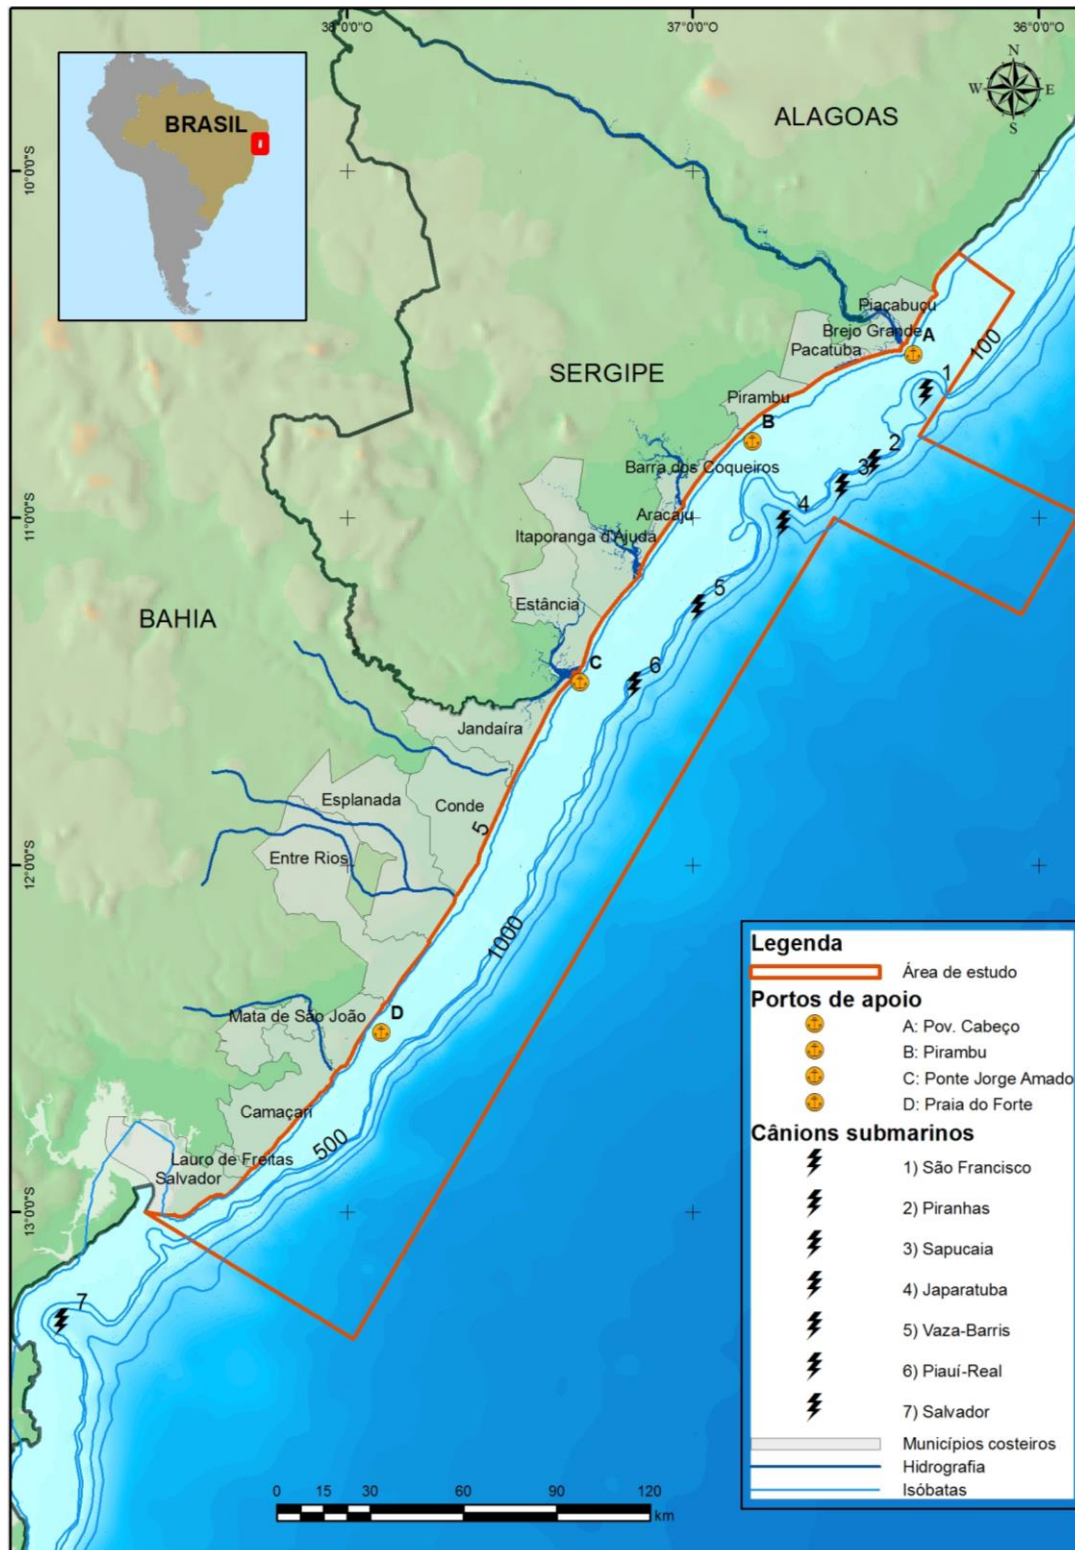 38°0'0"O
37°0'0"O
36°0'0"O
N
W
E
S
BRASIL
ALAGOAS
10°0'0"S
Piaçabuçu
Brejo Grande
A
Pacatuba
100
SERGIPE
1
Pirambu
B
2
Barra dos Coqueiros
3
4
Aracaju
11°0'0"S
Itaporanga d'Ajuda
5
Estância
BAHIA
C
6
Jandaíra
Esplanada
Conde
5
Entre Rios
12°0'0"S
1000
D
Mata de São João
Camaçari
500
Lauro de Freitas
Salvador
13°0'0"S
7
Legenda
Área de estudo
Portos de apoio
A: Pov. Cabeço
B: Pirambu
C: Ponte Jorge Amado
D: Praia do Forte
Cânions submarinos
1) São Francisco
2) Piranhas
3) Sapucaia
4) Japaratuba
5) Vaza-Barris
6) Piauí-Real
7) Salvador
Municípios costeiros
Hidrografia
Isóbatas
0 15 30 60 90 120
km